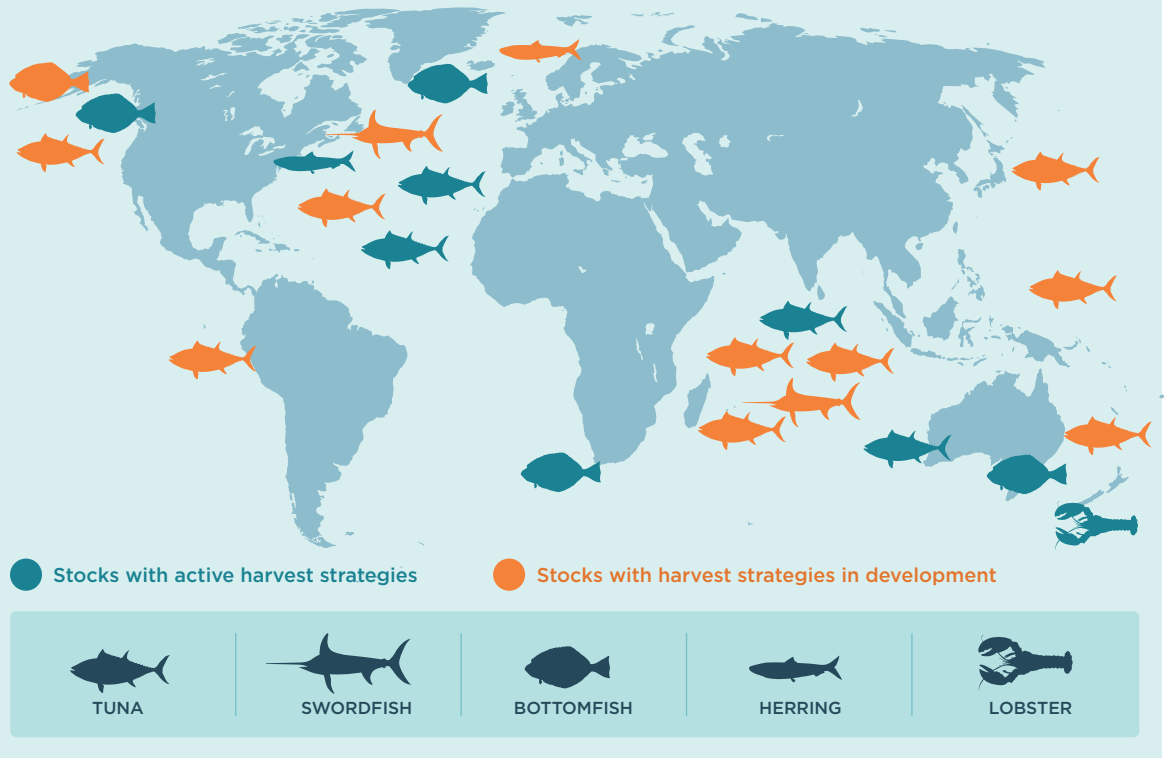 Stocks with active harvest strategies
Stocks with harvest strategies in development
TUNA
SWORDFISH
BOTTOMFISH
HERRING
LOBSTER